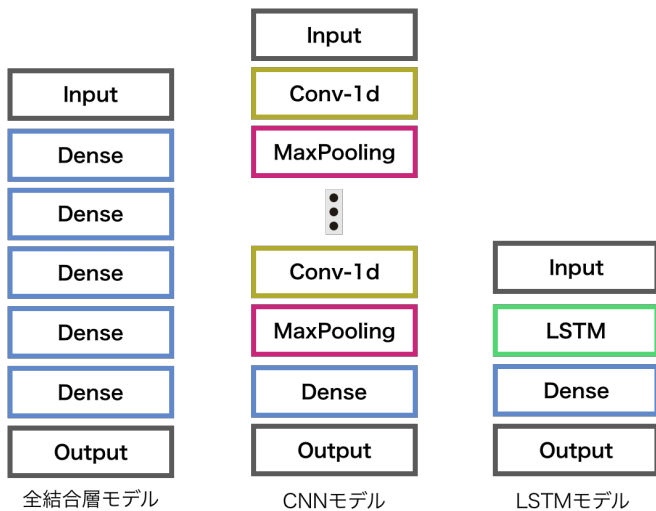 Input
Dense
Dense
Dense
Dense
Dense
Output
全結合層モデル
Input
Conv-1d
MaxPooling
Conv-1d
MaxPooling
Dense
Output
CNNモデル
Input
LSTM
Dense
Output
LSTMモデル